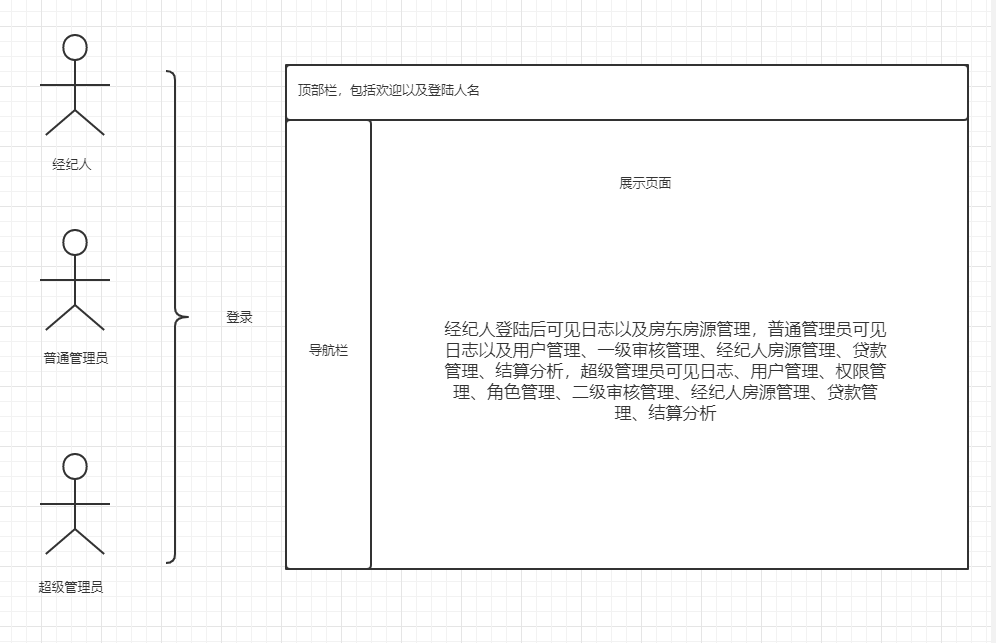 经纪人
普通管理员
超级管理员
登录
顶部栏，包括欢迎以及登陆人名
导航栏
展示页面
经纪人登陆后可见日志以及房东房源管理，普通管理员可见
日志以及用户管理、一级审核管理、经纪人房源管理、贷款
管理、结算分析，超级管理员可见日志、用户管理、权限管
理、角色管理、二级审核管理、经纪人房源管理、贷款管
理、结算分析